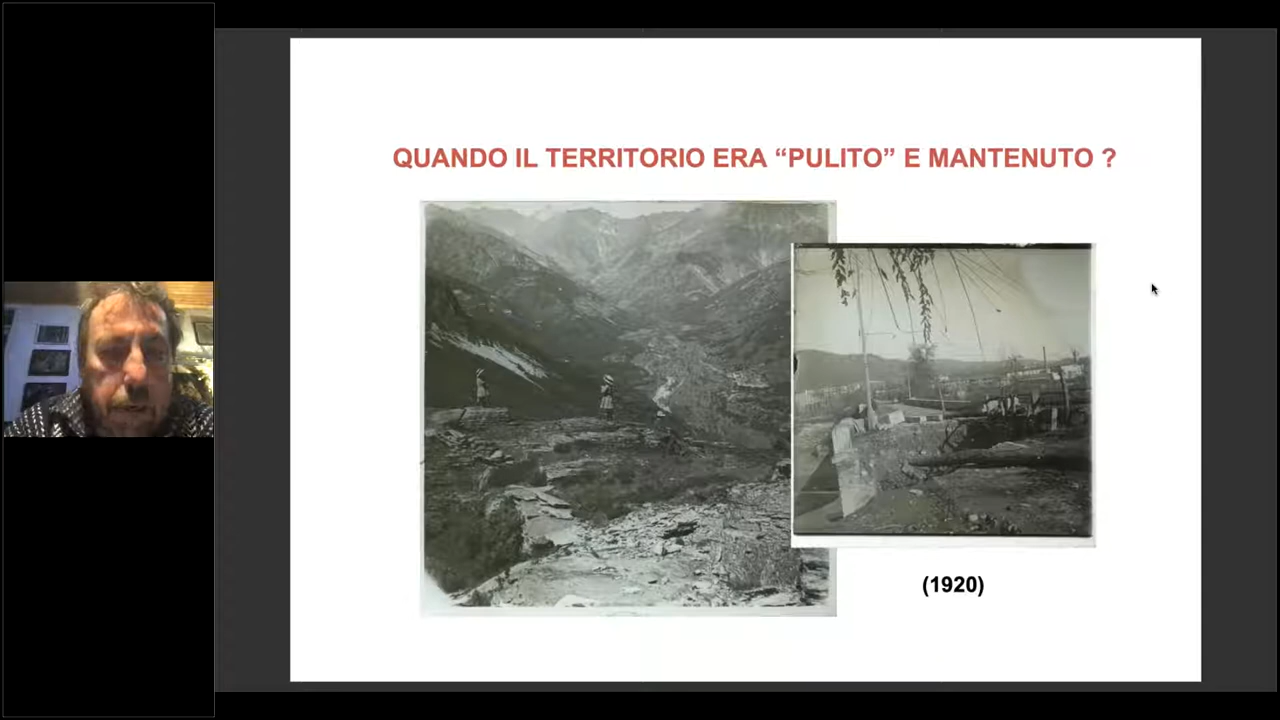 QUANDO IL TERRITORIO ERA “PULITO” E MANTENUTO ?
(1920)